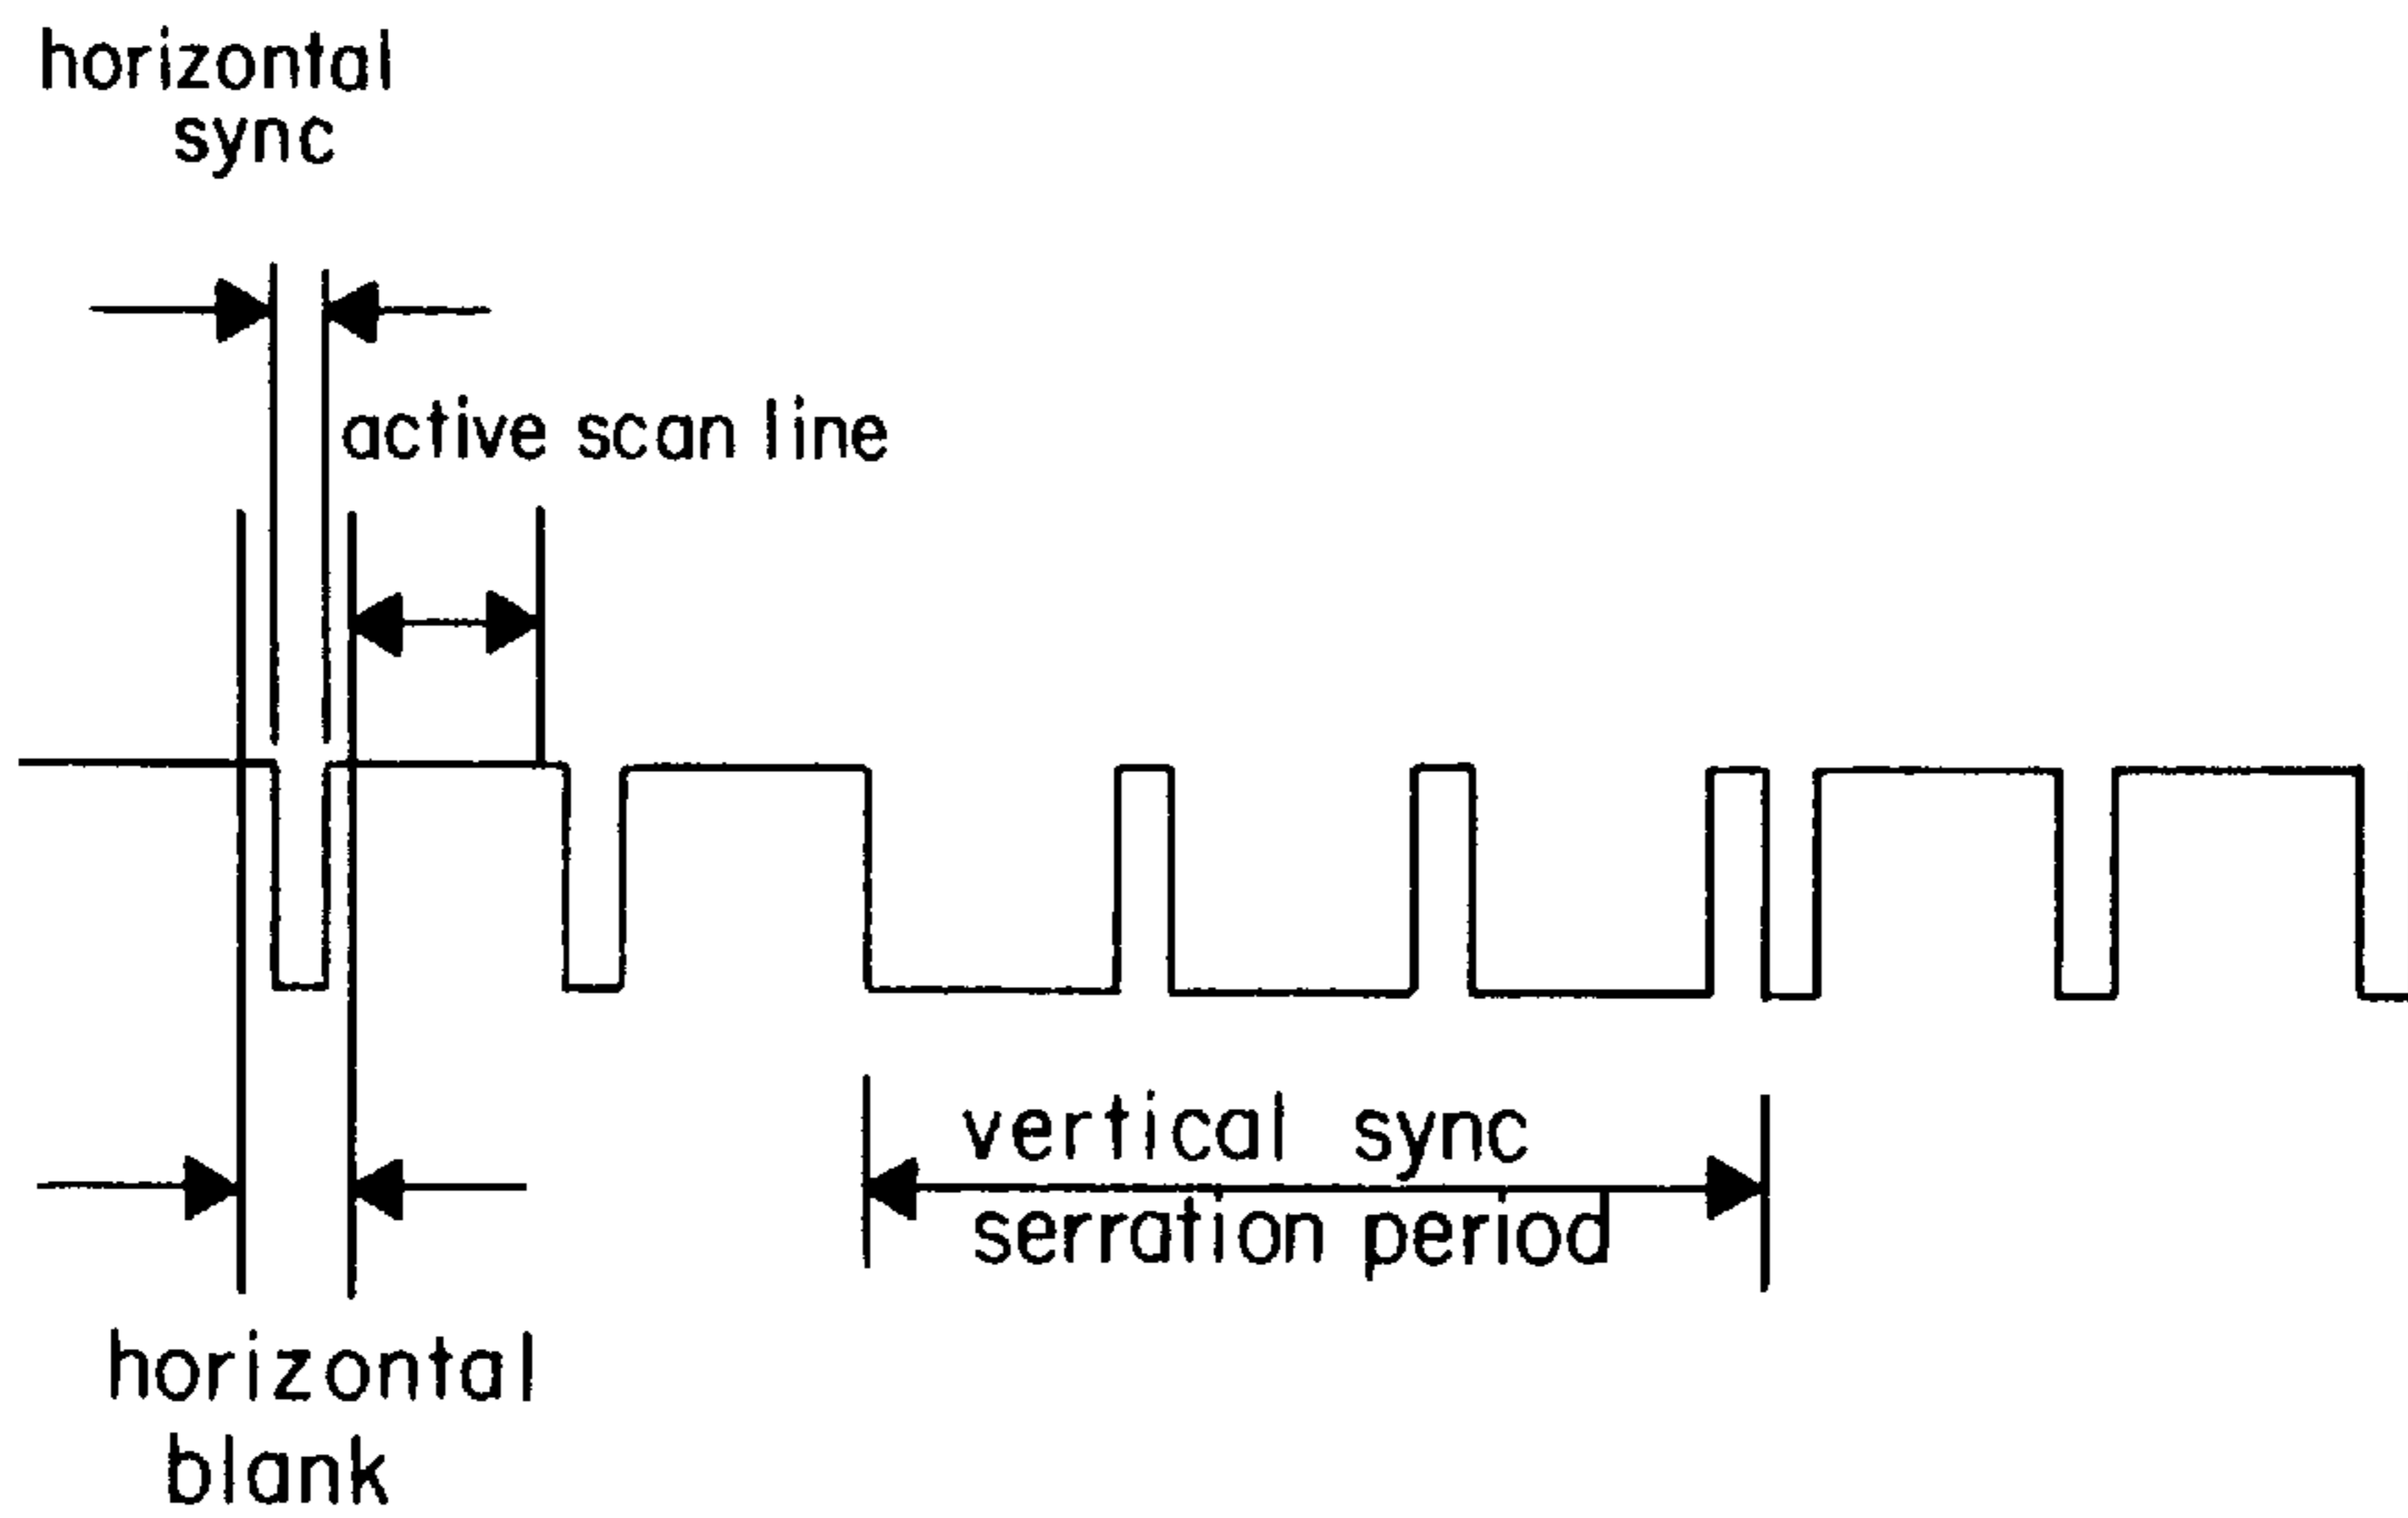 horizontal
sync
active scan line
vertical sync
serration period
horizontal
blank